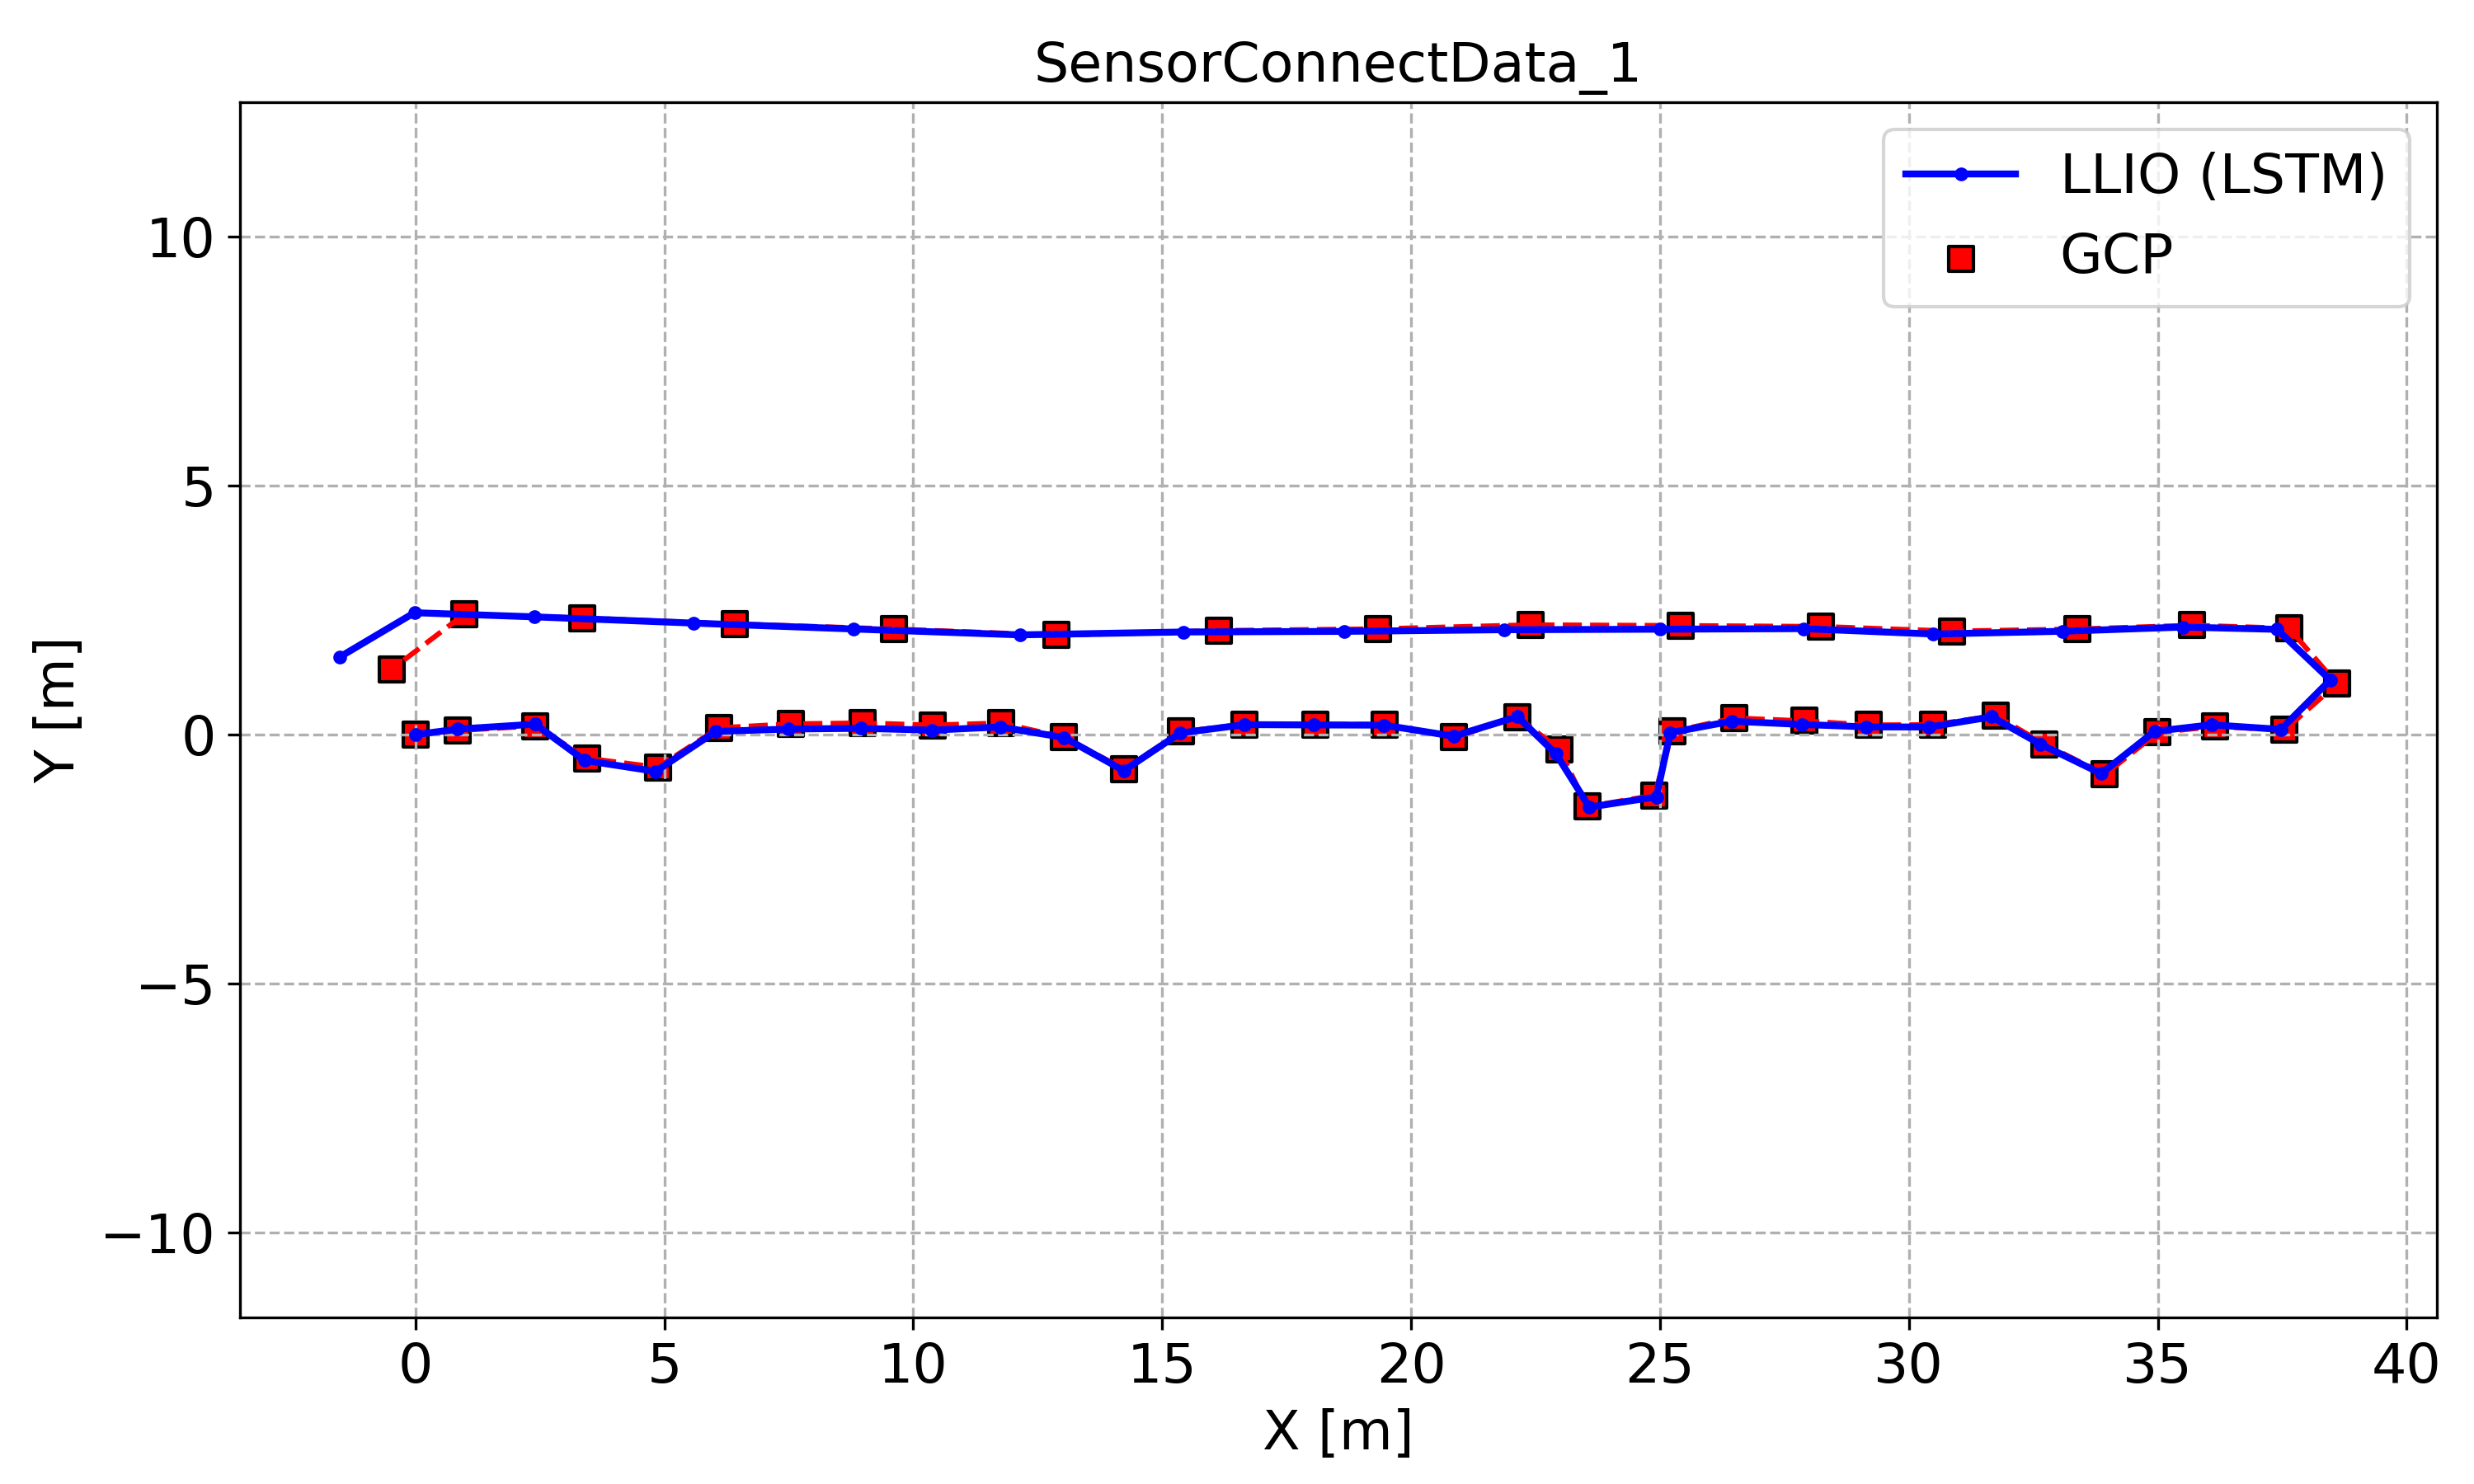 SensorConnectData_1
LLIO (LSTM)
GCP
10
5
0
−5
−10
Y [m]
0 5 10 15 20 25 30 35 40
X [m]